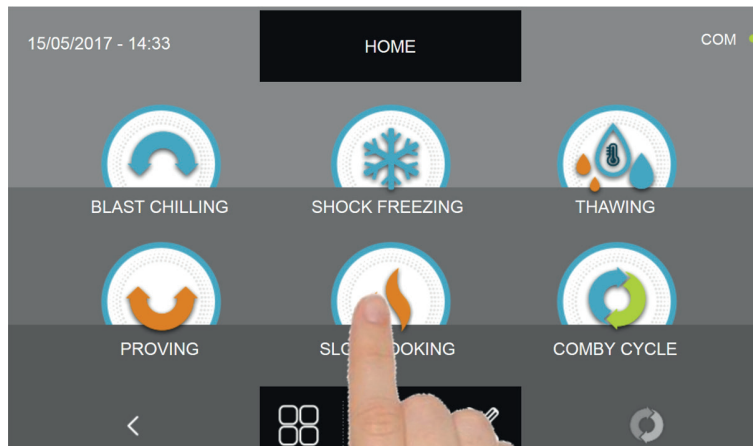 15/05/2017 - 14:33
HOME
COM
BLAST CHILLING
SHOCK FREEZING
THAWING
PROVING
COMBY CYCLE